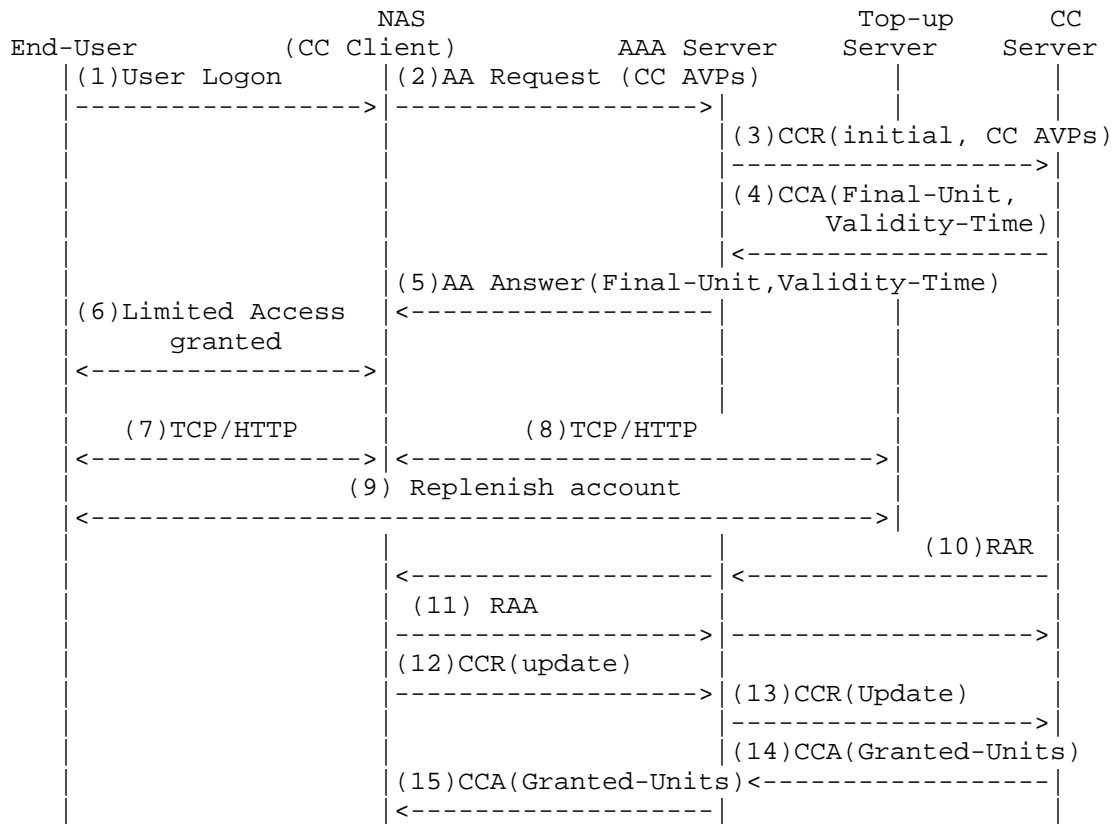 NAS Top-up CC
End-User (CC Client) AAA Server Server Server
(1)User Logon (2)AA Request (CC AVPs)
(3)CCR(initial, CC AVPs)
(4)CCA(Final-Unit,
Validity-Time)
(5)AA Answer(Final-Unit,Validity-Time)
(6)Limited Access
granted
(7)TCP/HTTP (8)TCP/HTTP
(9) Replenish account
(10)RAR
(11) RAA
(12)CCR(update)
(13)CCR(Update)
(14)CCA(Granted-Units)
(15)CCA(Granted-Units)